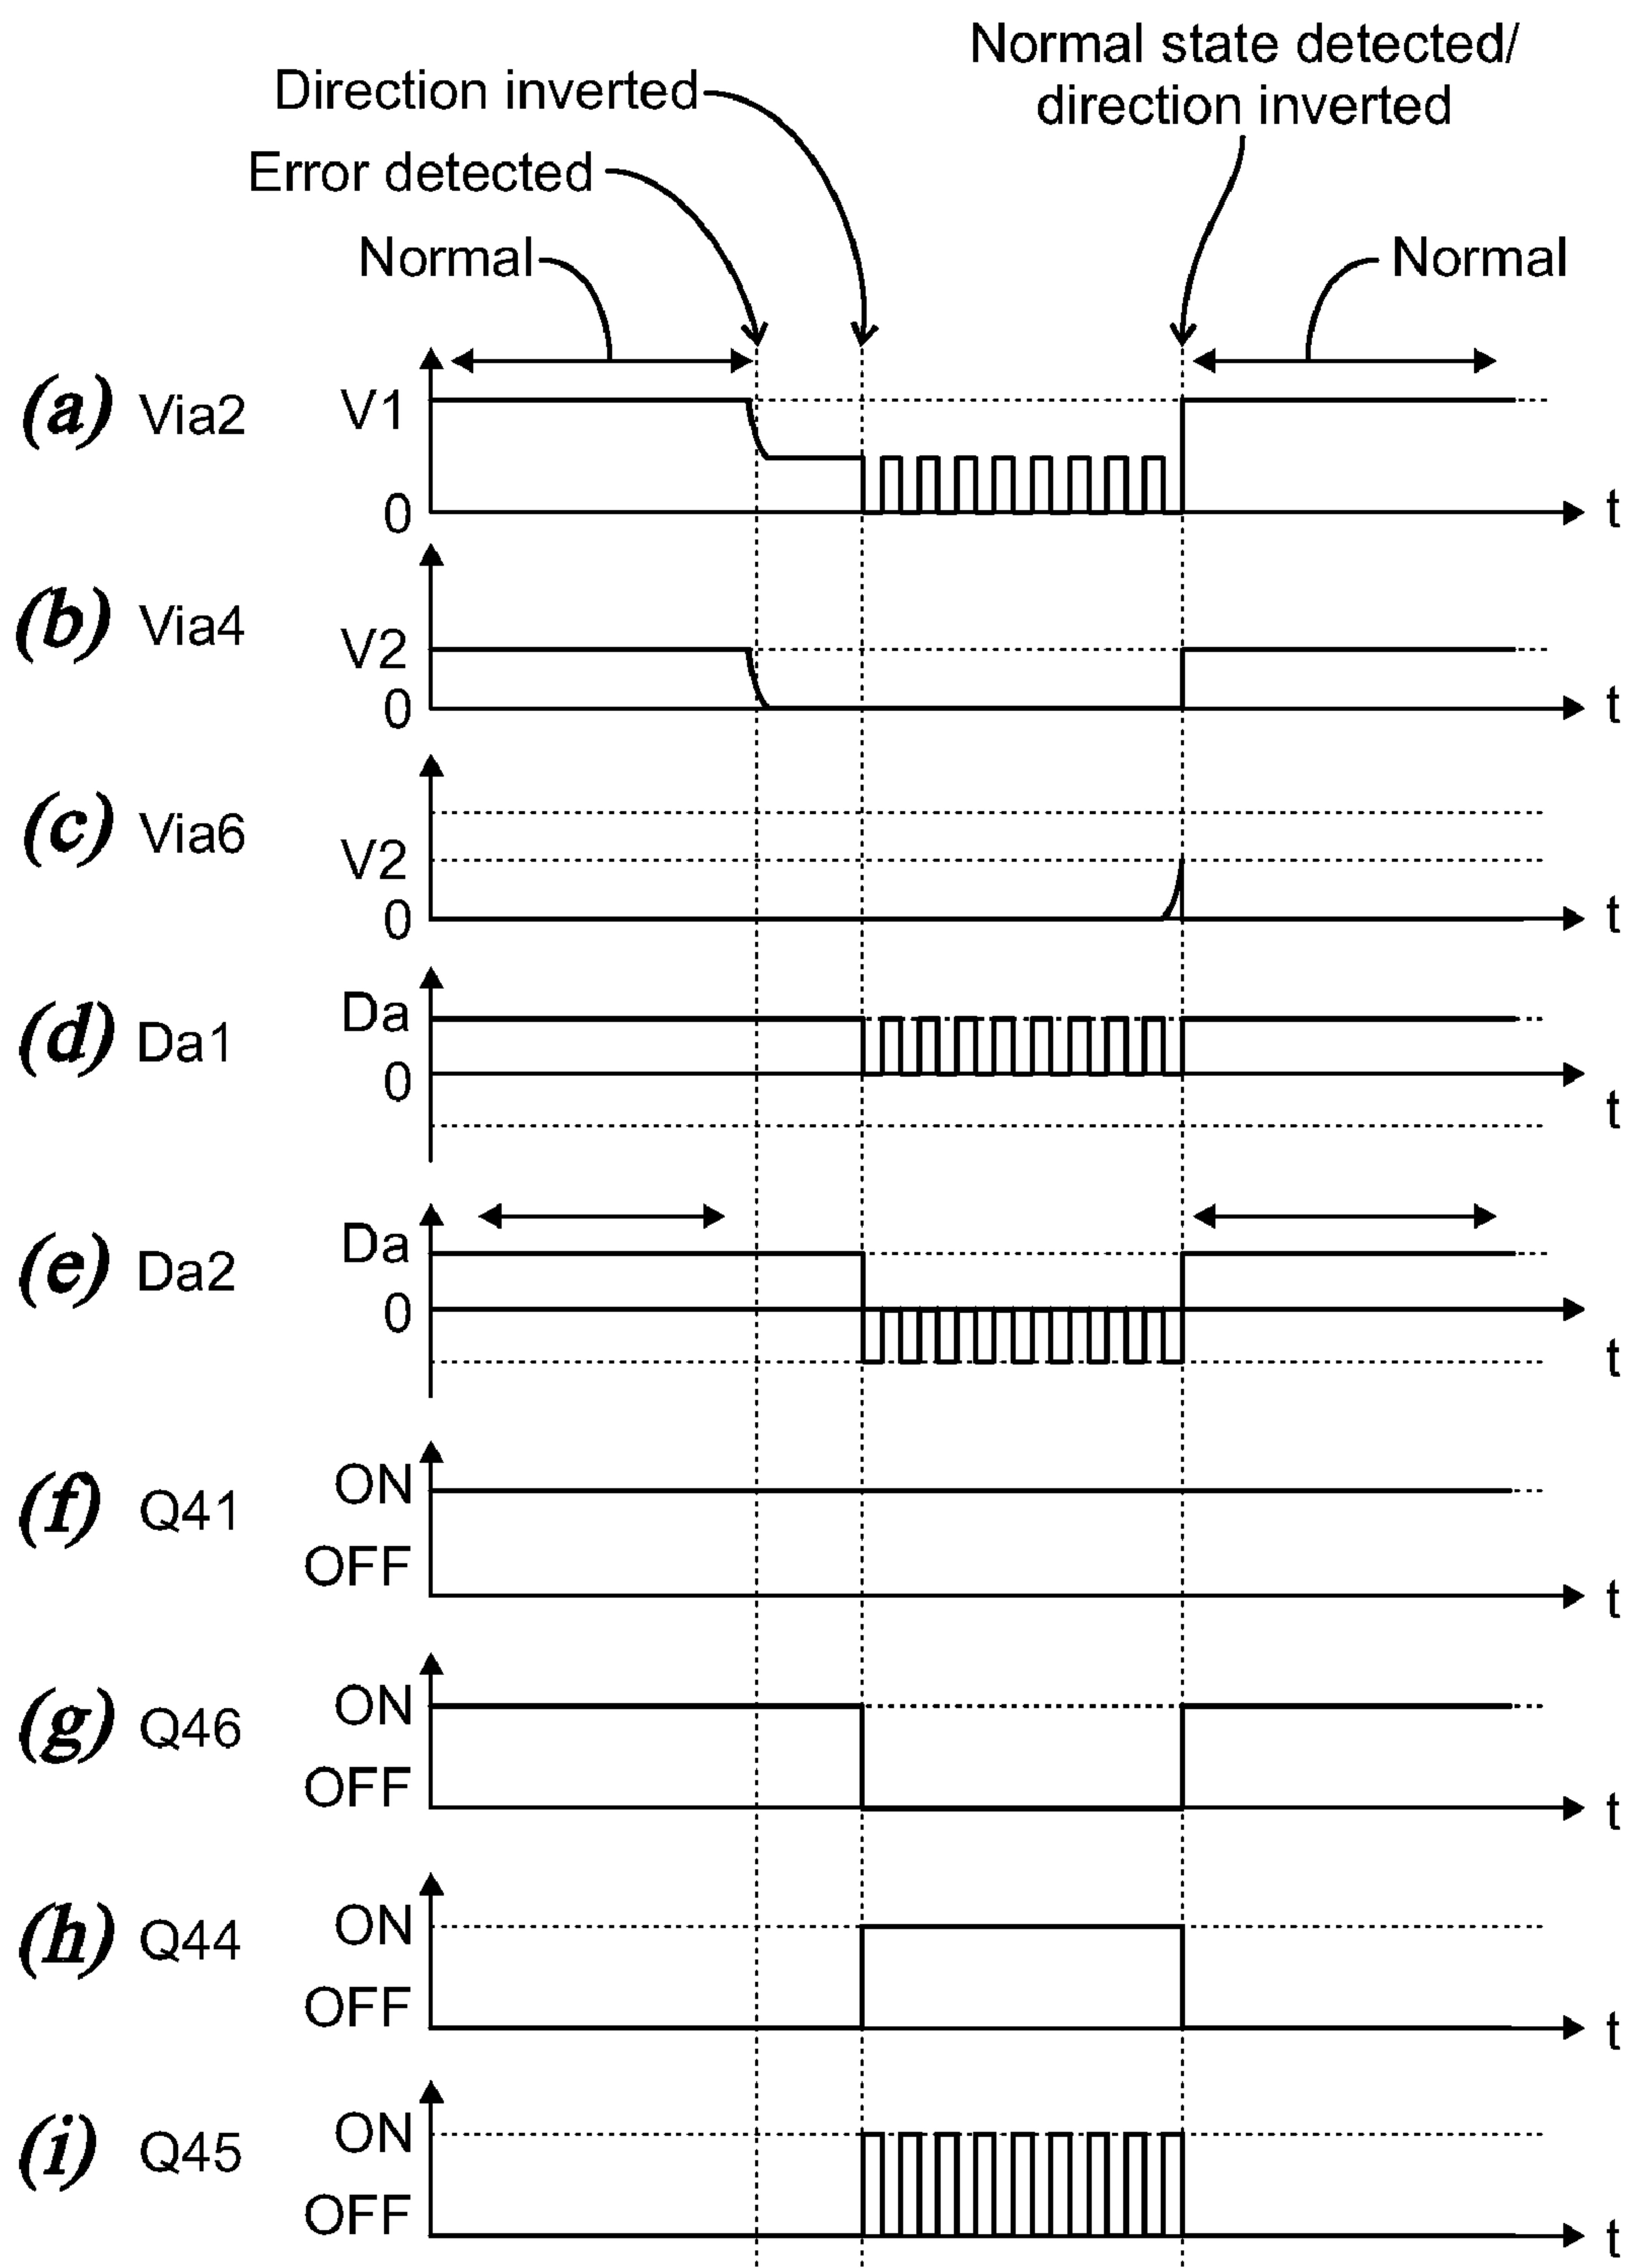 Normal state detected/
direction inverted
Direction inverted
Error detected
Normal
Normal
(a) Via2
V1
0
t
(b) Via4
V2
0
t
(c) Via6
V2
0
t
(d) Da1
Da
0
t
(e) Da2
Da
0
t
(f) Q41
ON
OFF
t
(g) Q46
ON
OFF
t
(h) Q44
ON
OFF
t
(i) Q45
ON
OFF
t